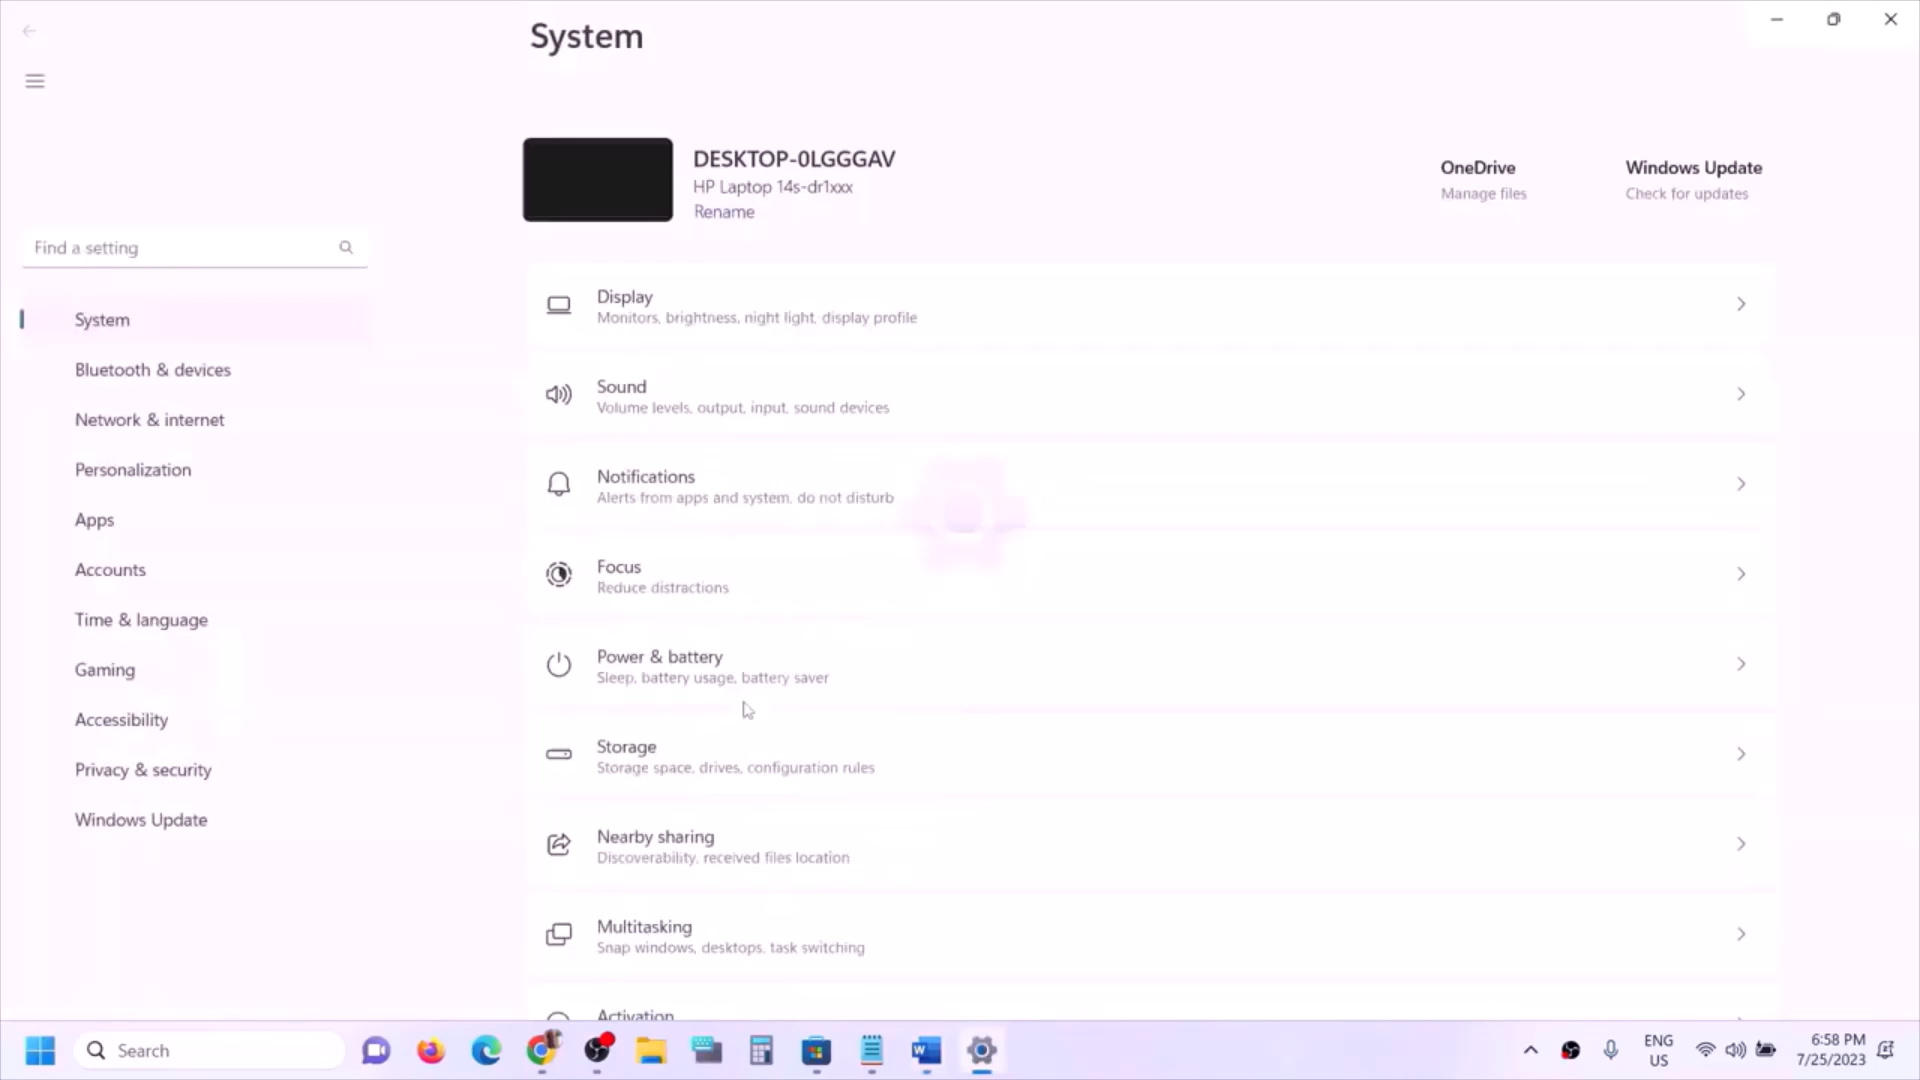 System
DESKTOP-0LGGGAV
HP Laptop 14s-dr1xxx
Rename
OneDrive
Manage files
Windows Update
Check for updates
Find a setting
System
Bluetooth & devices
Network & internet
Personalization
Apps
Accounts
Time & language
Gaming
Accessibility
Privacy & security
Windows Update
Display
Monitors, brightness, night light, display profile
Sound
Volume levels, output, input, sound devices
Notifications
Alerts from apps and system, do not disturb
Focus
Reduce distractions
Power & battery
Sleep, battery usage, battery saver
Storage
Storage space, drives, configuration rules
Nearby sharing
Discoverability, received files location
Multitasking
Snap windows, desktops, task switching
Activation
Search
ENG
US
6:58 PM
7/25/2023